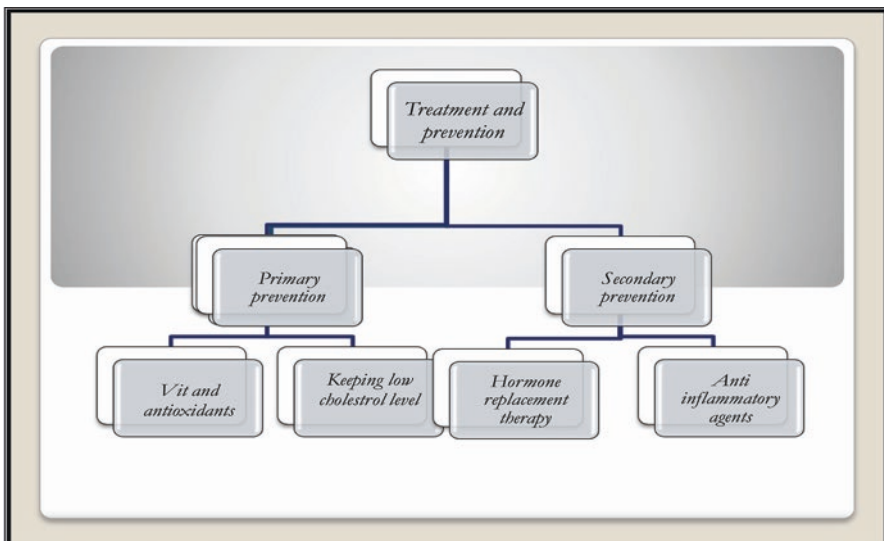 Treatment and
prevention
Primary
prevention
Secondary
prevention
Vit and
antioxidants
Keeping low
cholestrol level
Hormone
replacement
therapy
Anti
inflammatory
agents